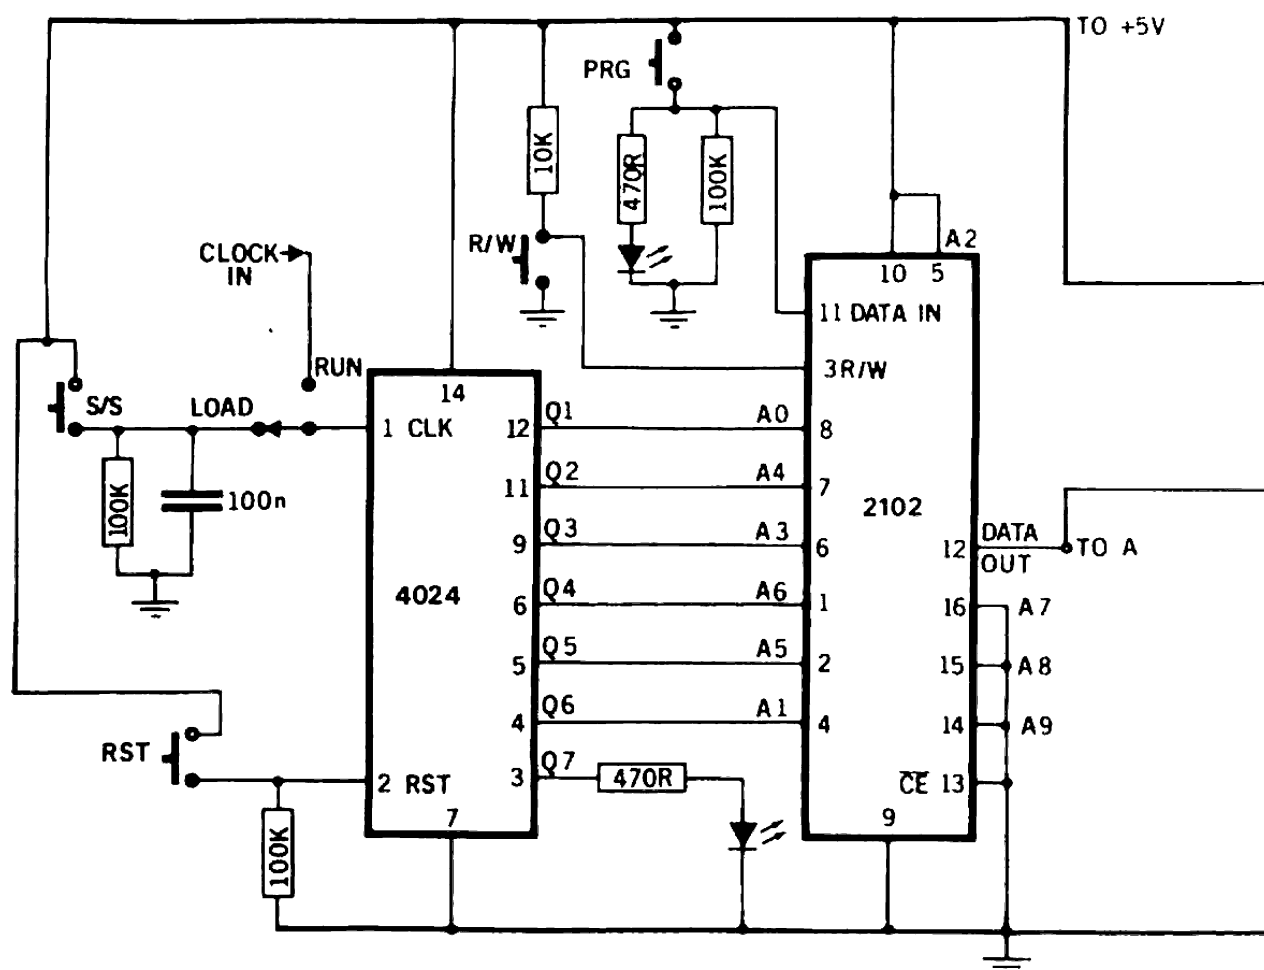 TO +5V
PRG
10K
470R
100K
R/W
A2
CLOCK
IN
10 5
11 DATA IN
RUN
3 R/W
14
S/S
LOAD
1 CLK
12
Q1
A0
8
100K
100n
11
Q2
A4
7
2102
9
Q3
A3
6
12
DATA
OUT
TO A
4024
6
Q4
A6
1
16
A7
5
Q5
A5
2
15
A8
4
Q6
A1
4
14
A9
RST
2 RST
3
Q7
470R
CE 13
7
9
100K